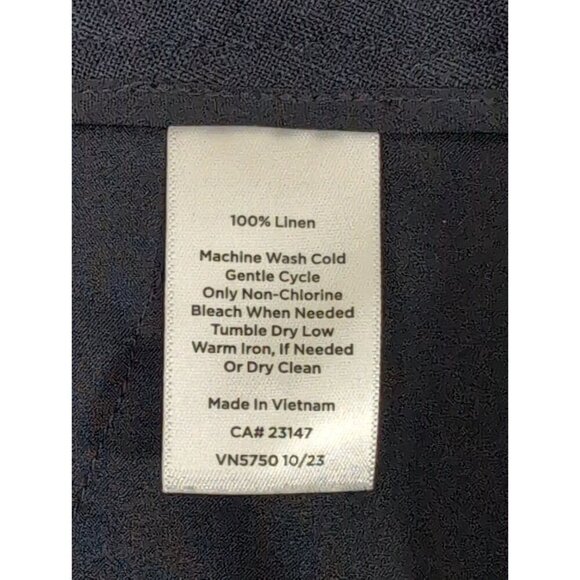 100% Linen
Machine Wash Cold
Gentle Cycle
Only Non-Chlorine
Bleach When Needed
Tumble Dry Low
Warm Iron, If Needed
Or Dry Clean
Made In Vietnam
CA# 23147
VN5750 10/23